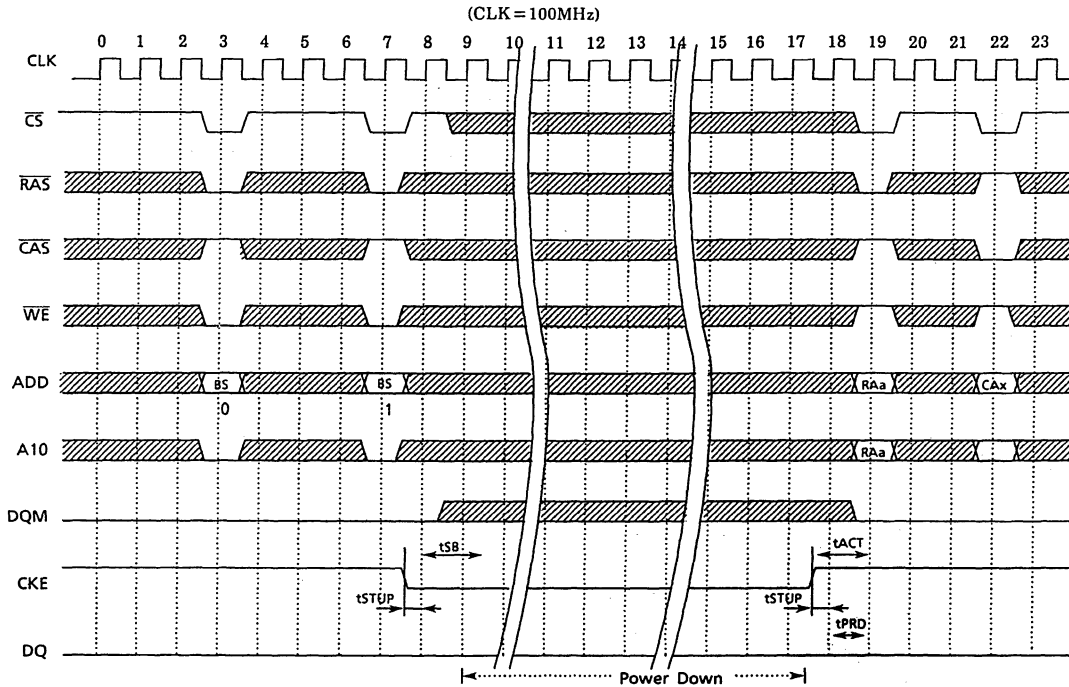 (CLK = 100MHz)
0 1 2 3 4 5 6 7 8 9 10 11 12 13 14 15 16 17 18 19 20 21 22 23
CLK
CS
RAS
CAS
WE
ADD BS BS RAa CAx
0 1
A10 RAa
DQM
tSB tACT
CKE
tSTUP tSTUP
tPRD
DQ
Power Down